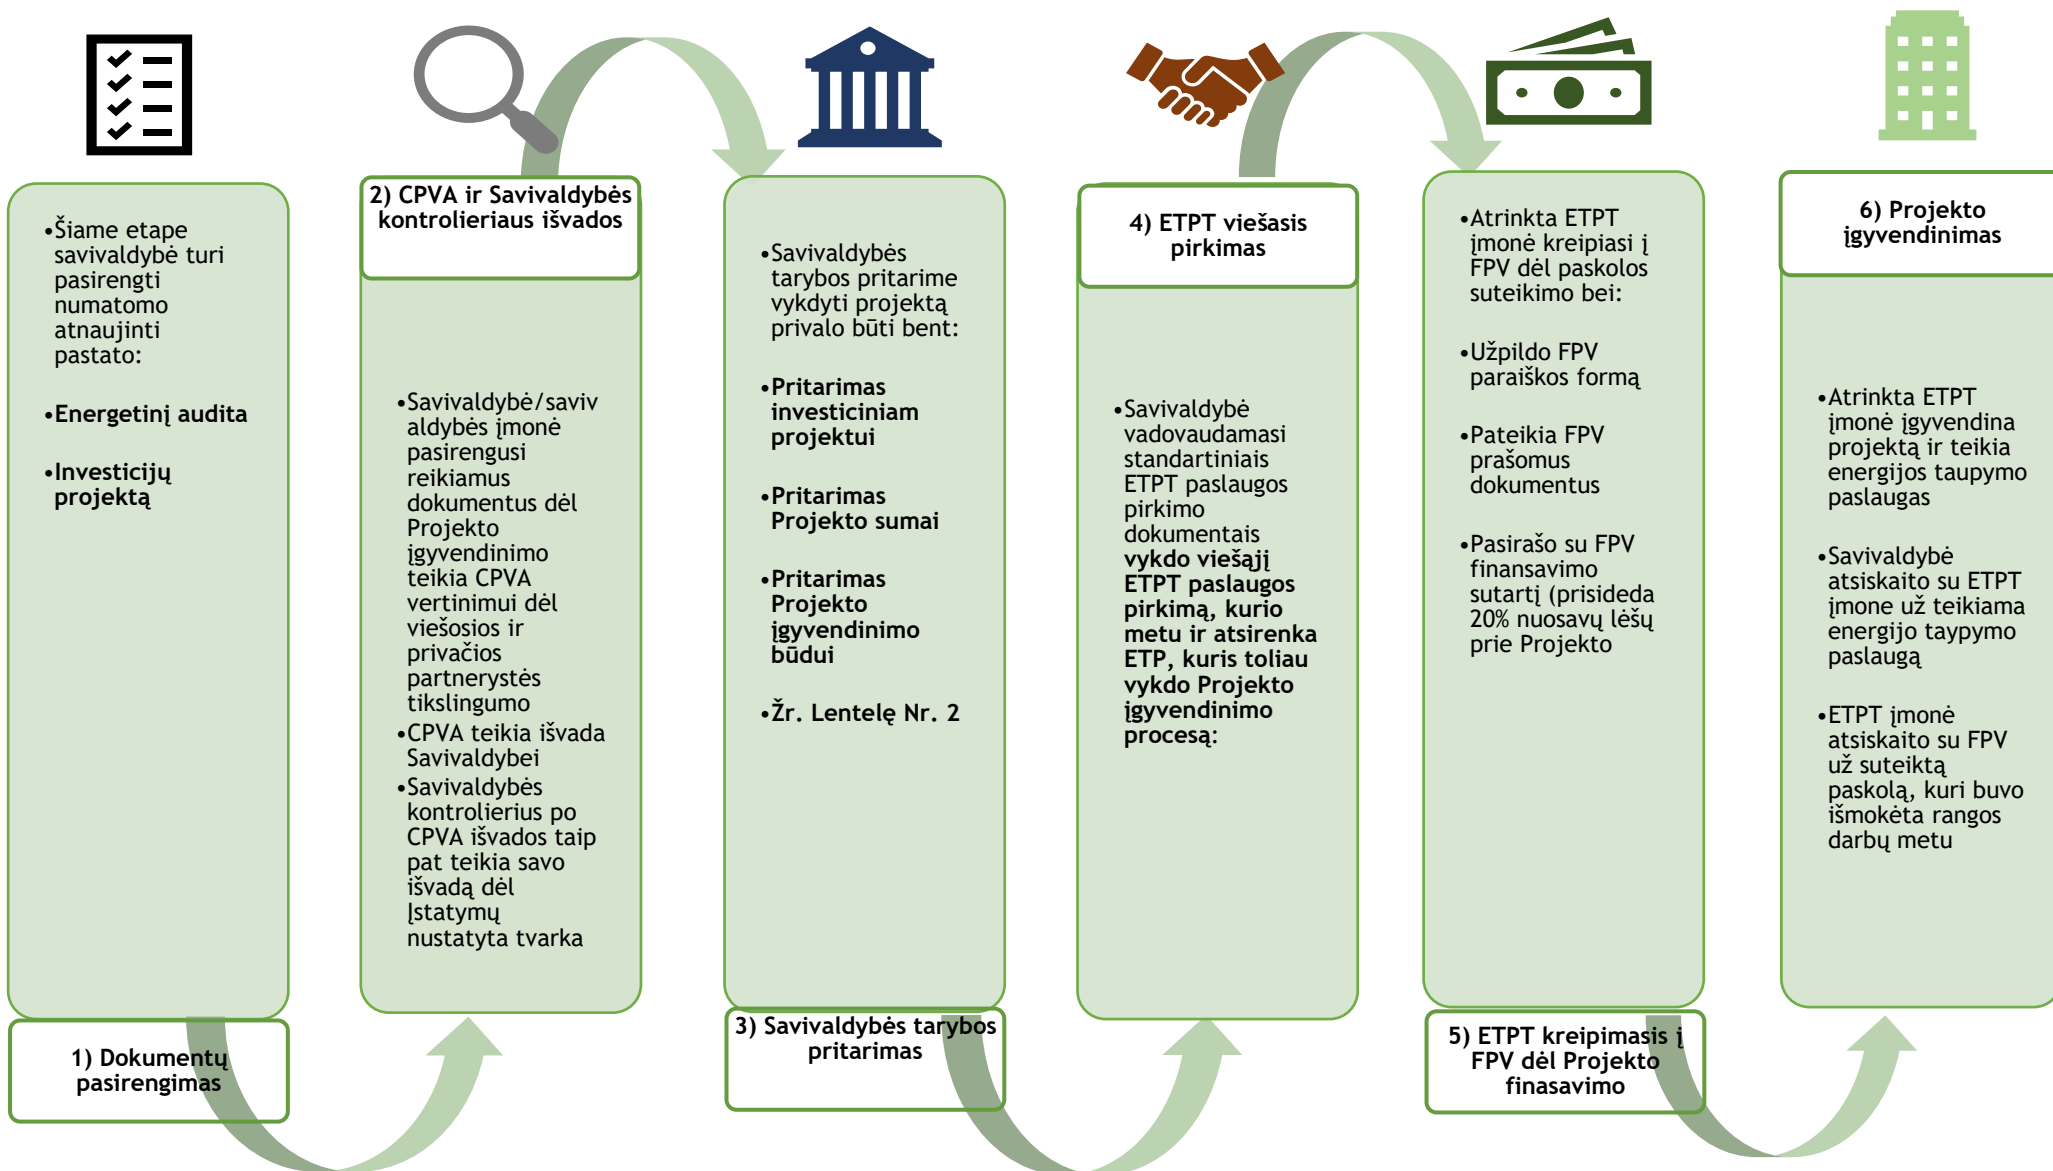 •Šiame etape
savivaldybė turi
pasirengti
numatomo
atnaujinti
pastato:
•Energetinį audita
•Investicijų
projektą
1) Dokumentų
pasirengimas
2) CPVA ir Savivaldybės
kontrolieriaus išvados
•Savivaldybė/saviv
aldybės įmonė
pasirengusi
reikiamus
dokumentus dėl
Projekto
įgyvendinimo
teikia CPVA
vertinimui dėl
viešosios ir
privačios
partnerystės
tikslingumo
•CPVA teikia išvada
Savivaldybei
•Savivaldybės
kontrolierius po
CPVA išvados taip
pat teikia savo
išvadą dėl
Įstatymų
nustatyta tvarka
•Savivaldybės
tarybos pritarime
vykdyti projektą
privalo būti bent:
•Pritarimas
investiciniam
projektui
•Pritarimas
Projekto sumai
•Pritarimas
Projekto
įgyvendinimo
būdui
•Žr. Lentelę Nr. 2
3) Savivaldybės tarybos
pritarimas
4) ETPT viešasis
pirkimas
•Savivaldybė
vadovaudamasi
standartiniais
ETPT paslaugos
pirkimo
dokumentais
vykdo viešąjį
ETPT paslaugos
pirkimą, kurio
metu ir atsirenka
ETP, kuris toliau
vykdo Projekto
įgyvendinimo
procesą:
•Atrinkta ETPT
įmonė kreipiasi į
FPV dėl paskolos
suteikimo bei:
•Užpildo FPV
paraiškos formą
•Pateikia FPV
prašomus
dokumentus
•Pasirašo su FPV
finansavimo
sutartį (prisideda
20% nuosavų lėšų
prie Projekto
5) ETPT kreipimasis į
FPV dėl Projekto
finasavimo
6) Projekto
įgyvendinimas
•Atrinkta ETPT
įmonė įgyvendina
projektą ir teikia
energijos taupymo
paslaugas
•Savivaldybė
atsiskaito su ETPT
įmone už teikiama
energijo taypymo
paslaugą
•ETPT įmonė
atsiskaito su FPV
už suteiktą
paskolą, kuri buvo
išmokėta rangos
darbų metu